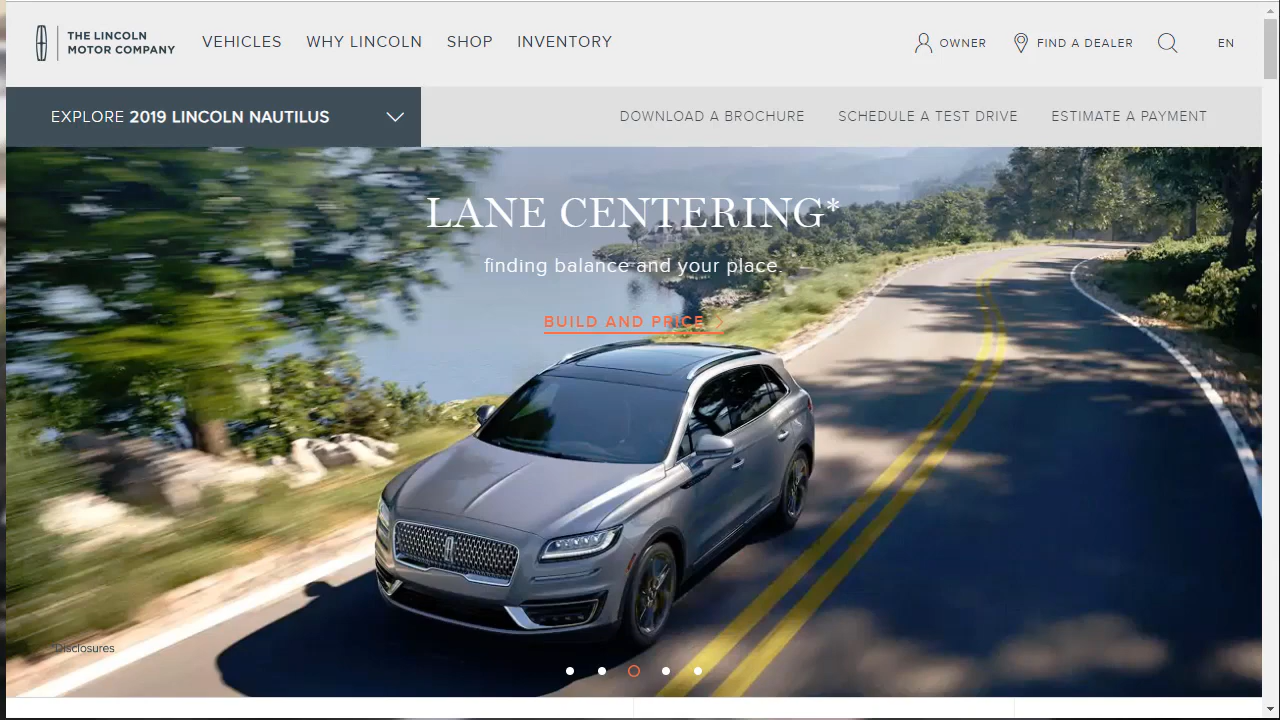 THE LINCOLN
MOTOR COMPANY
VEHICLES WHY LINCOLN SHOP INVENTORY
OWNER FIND A DEALER EN
EXPLORE 2019 LINCOLN NAUTILUS
DOWNLOAD A BROCHURE SCHEDULE A TEST DRIVE ESTIMATE A PAYMENT
LANE CENTERING*
finding balance and your place.
BUILD AND PRICE
Disclosures